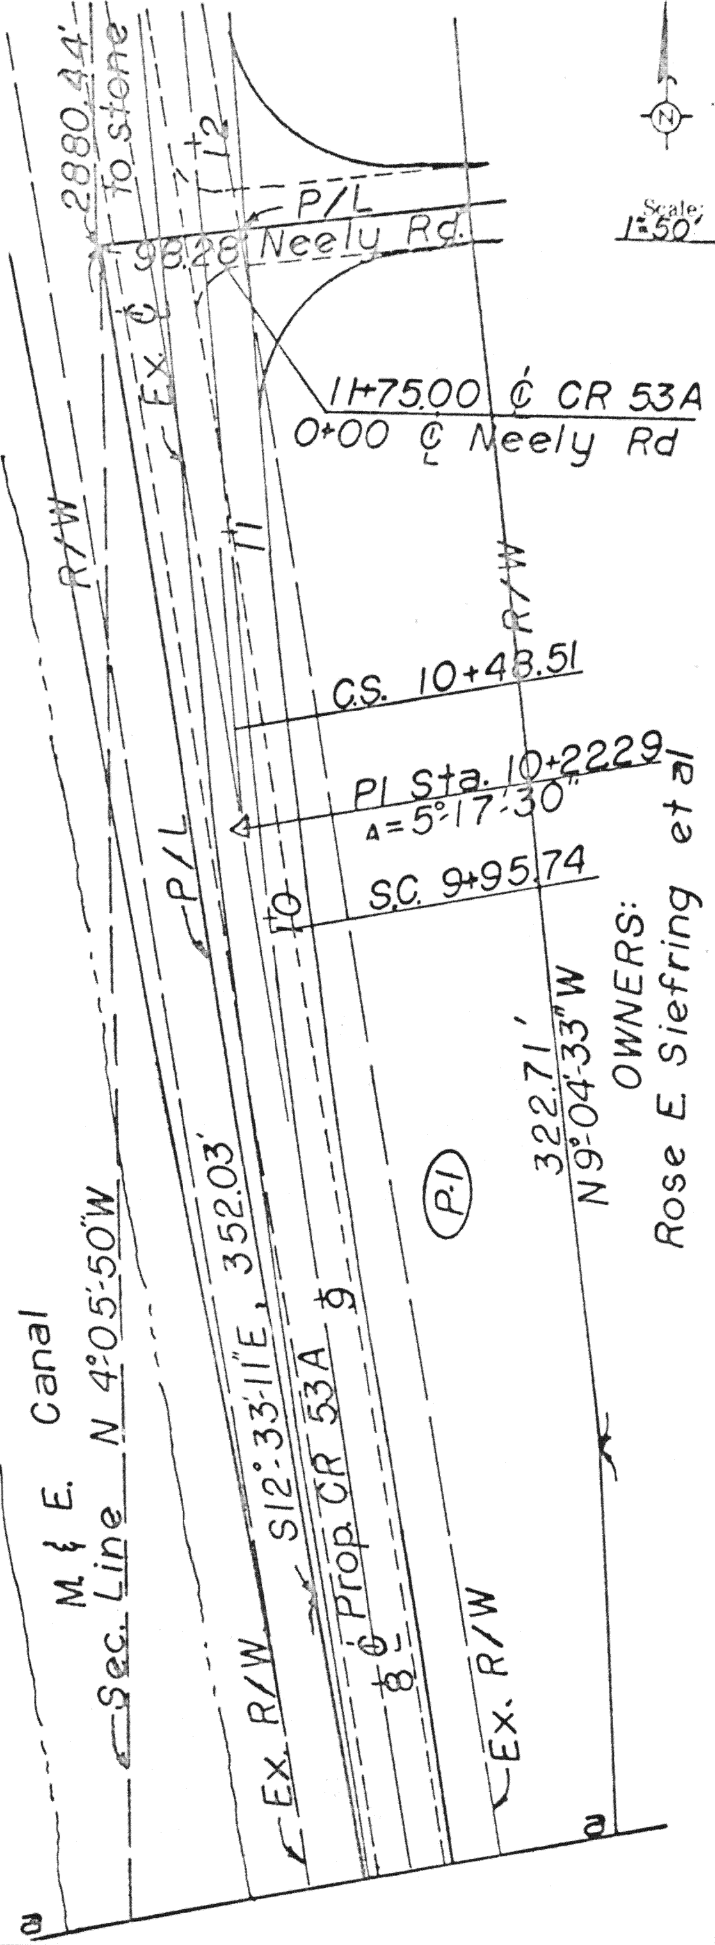 2880.44'
To stone
12
P/L
98.28'
Neely Rd.
N
Scale:
1"=50'
Ex. ℄
11+75.00 ℄ CR 53A
0+00 ℄ Neely Rd
R/W
11
R/W
C.S. 10+48.51
PI Sta. 10+22.29
Δ=5°-17'-30"
S.C. 9+95.74
10
P/L
322.71'
N9°-04'-33"W
OWNERS:
Rose E. Siefring et al
P-1
S12°-33'-11"E, 352.03'
9
M. & E. Canal
Sec. Line N 4°-05'-50"W
℄ Prop. CR 53A
8
Ex. R/W
Ex. R/W
a
a